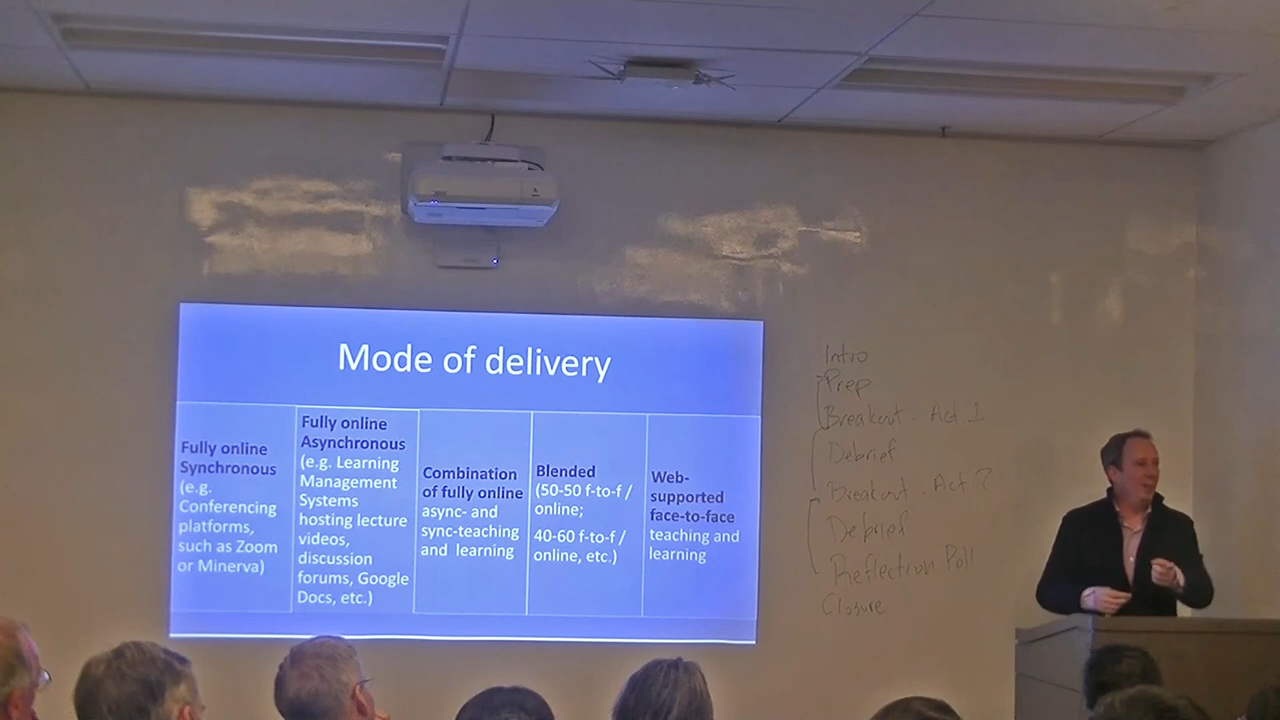 Mode of delivery
Fully online
Synchronous
(e.g.
Conferencing
platforms,
such as Zoom
or Minerva)
Fully online
Asynchronous
(e.g. Learning
Management
Systems
hosting lecture
videos,
discussion
forums, Google
Docs, etc.)
Combination
of fully online
async- and
sync-teaching
and learning
Blended
(50-50 f-to-f /
online;
40-60 f-to-f /
online, etc.)
Web-
supported
face-to-face
teaching and
learning
Intro
Prep
Breakout - Act 1
Debrief
Breakout - Act 2
Debrief
Reflection Poll
Closure